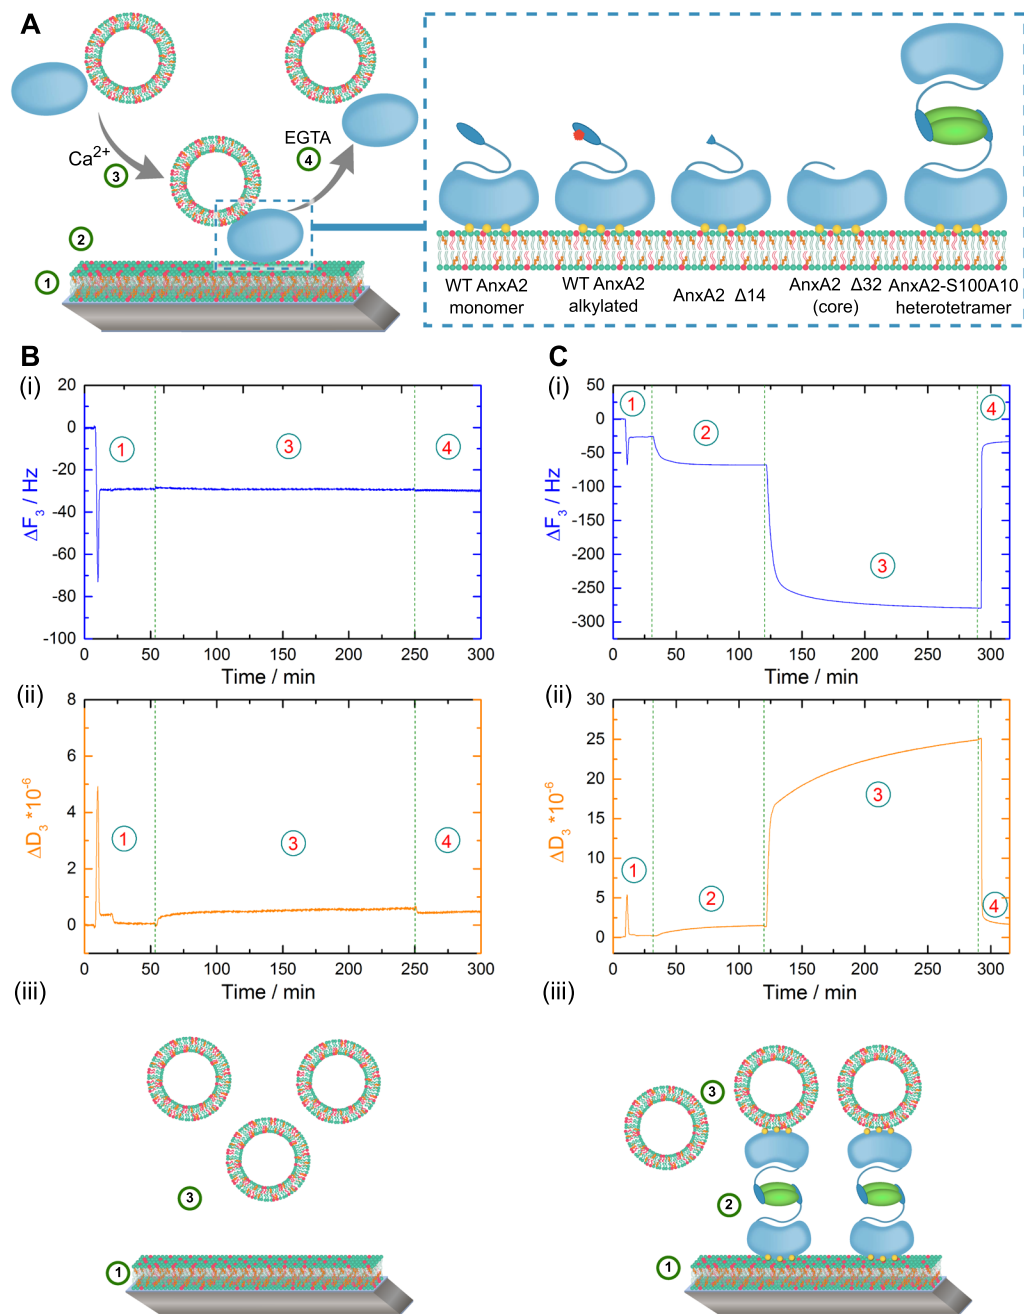 A
Ca2+
3
EGTA
4
2
1
WT AnxA2
monomer
WT AnxA2
alkylated
AnxA2 Δ14
AnxA2 Δ32
(core)
AnxA2-S100A10
heterotetramer
B
(i)
20
0
-20
-40
-60
-80
-100
ΔF3 / Hz
1
3
4
0 50 100 150 200 250 300
Time / min
(ii)
8
6
4
2
0
ΔD3 *10-6
1
3
4
0 50 100 150 200 250 300
Time / min
(iii)
3
1
C
(i)
50
0
-50
-100
-150
-200
-250
-300
ΔF3 / Hz
1
2
3
4
0 50 100 150 200 250 300
Time / min
(ii)
30
25
20
15
10
5
0
ΔD3 *10-6
1
2
3
4
0 50 100 150 200 250 300
Time / min
(iii)
3
2
1